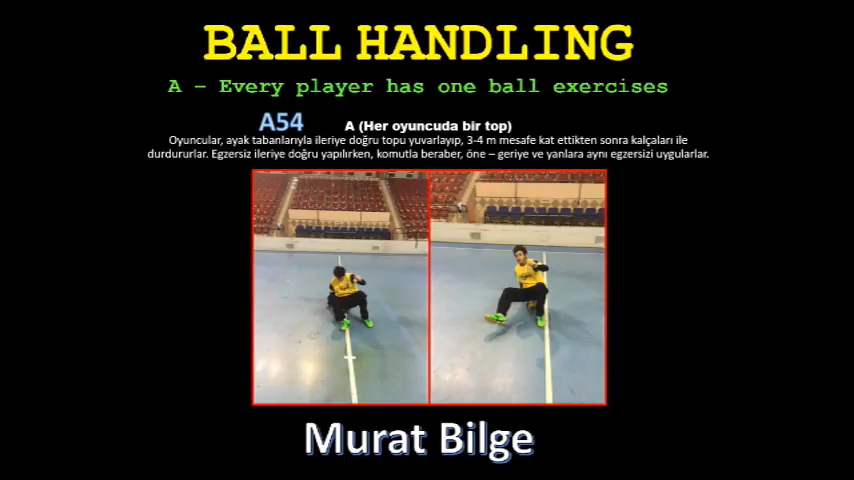 BALL HANDLING
A – Every player has one ball exercises
A54 A (Her oyuncuda bir top)
Oyuncular, ayak tabanlarıyla ileriye doğru topu yuvarlayıp, 3-4 m mesafe kat ettikten sonra kalçaları ile
durdururlar. Egzersiz ileriye doğru yapılırken, komutla beraber, öne – geriye ve yanlara aynı egzersizi uygularlar.
Murat Bilge